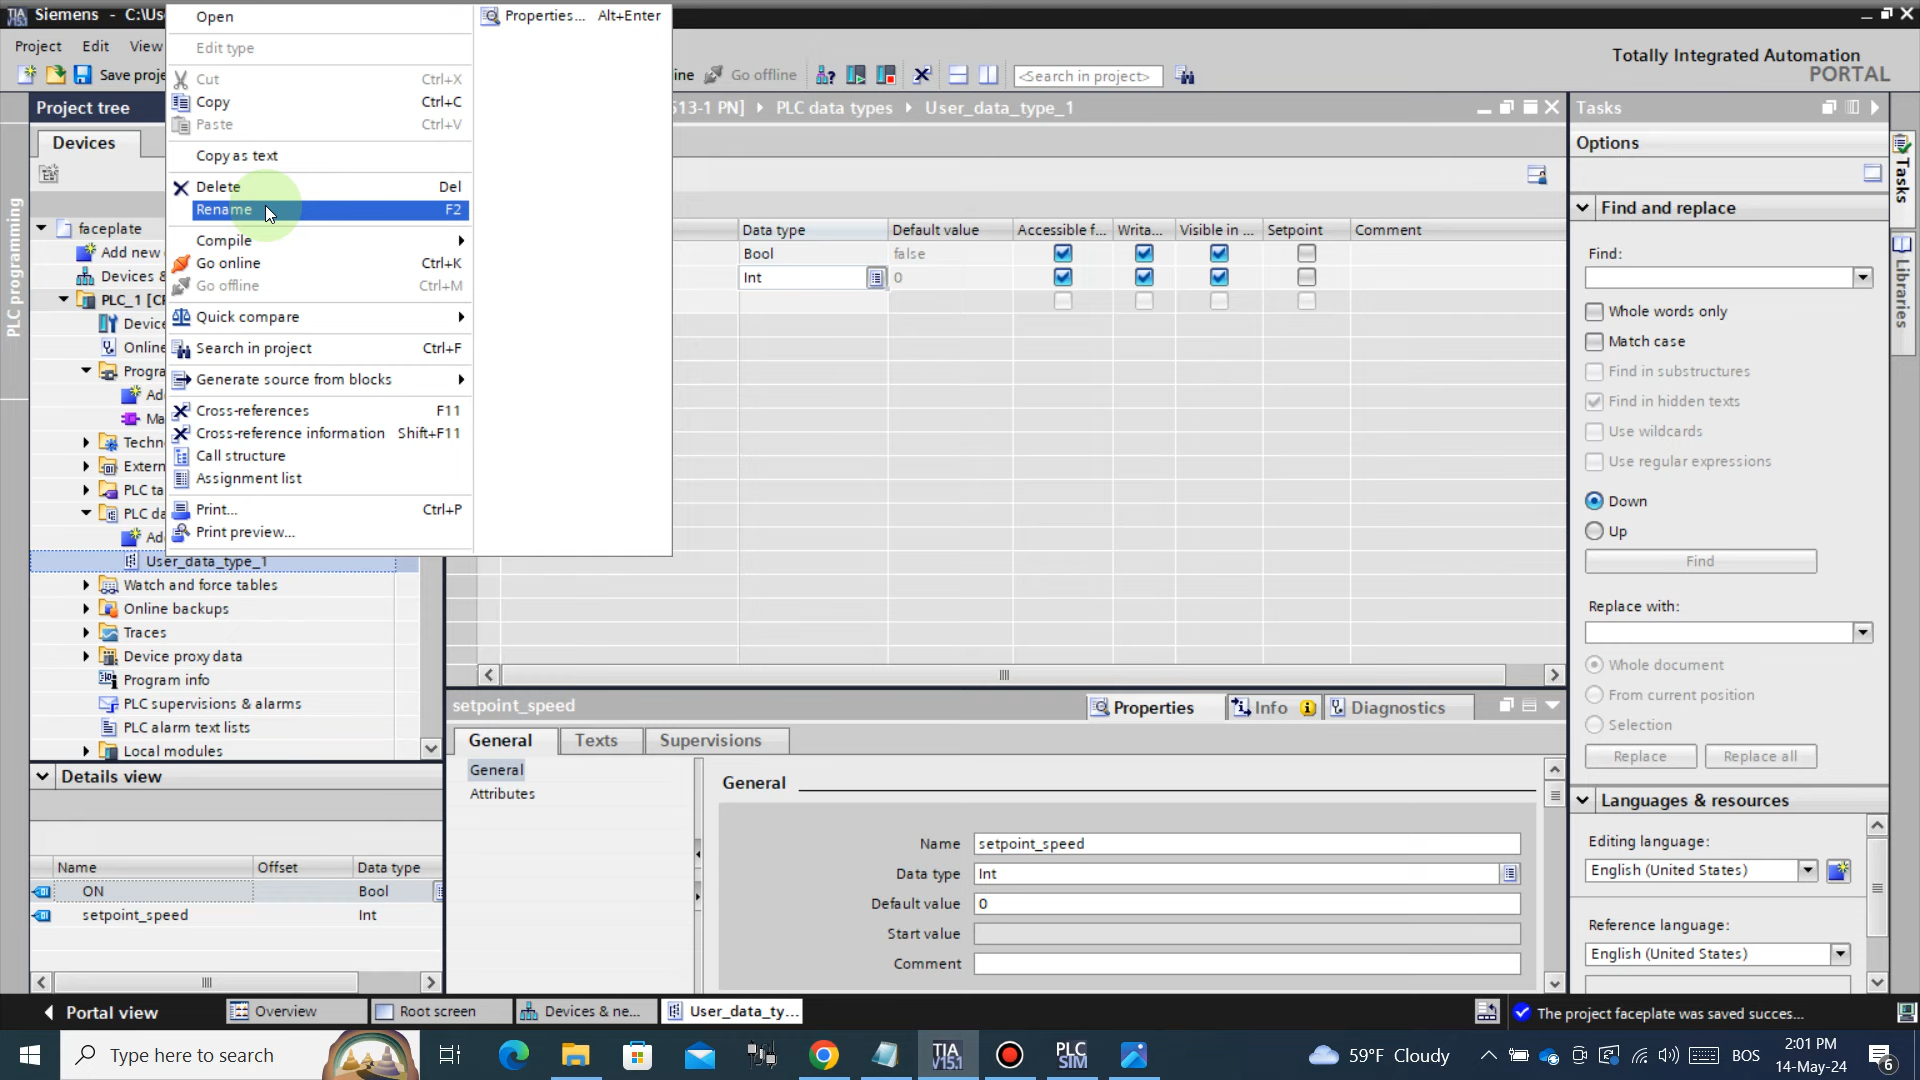 Siemens - C:\Us
Project Edit View
Save proje
Open
Edit type
Cut Ctrl+X
Copy Ctrl+C
Paste Ctrl+V
Copy as text
Delete Del
Rename F2
Compile
Go online Ctrl+K
Go offline Ctrl+M
Quick compare
Search in project Ctrl+F
Generate source from blocks
Cross-references F11
Cross-reference information Shift+F11
Call structure
Assignment list
Print... Ctrl+P
Print preview...
Properties... Alt+Enter
ine Go offline
<Search in project>
Totally Integrated Automation
PORTAL
Project tree
Devices
PLC programming
faceplate
Add new
Devices &
PLC_1 [CP
Device
Online
Progra
Ad
Ma
Techn
Extern
PLC ta
PLC da
Ad
User_data_type_1
Watch and force tables
Online backups
Traces
Device proxy data
Program info
PLC supervisions & alarms
PLC alarm text lists
Local modules
Details view
Name Offset Data type
ON Bool
setpoint_speed Int
513-1 PN] PLC data types User_data_type_1
Data type Default value Accessible f... Writa... Visible in ... Setpoint Comment
Bool false
Int 0
setpoint_speed
Properties Info Diagnostics
General Texts Supervisions
General
Attributes
General
Name setpoint_speed
Data type Int
Default value 0
Start value
Comment
Tasks
Options
Find and replace
Find:
Whole words only
Match case
Find in substructures
Find in hidden texts
Use wildcards
Use regular expressions
Down
Up
Find
Replace with:
Whole document
From current position
Selection
Replace Replace all
Languages & resources
Editing language:
English (United States)
Reference language:
English (United States)
Tasks
Libraries
Portal view Overview Root screen Devices & ne... User_data_ty...
The project faceplate was saved succes...
Type here to search
TIA
V15.1
PLC
SIM
59°F Cloudy
BOS
2:01 PM
14-May-24
6